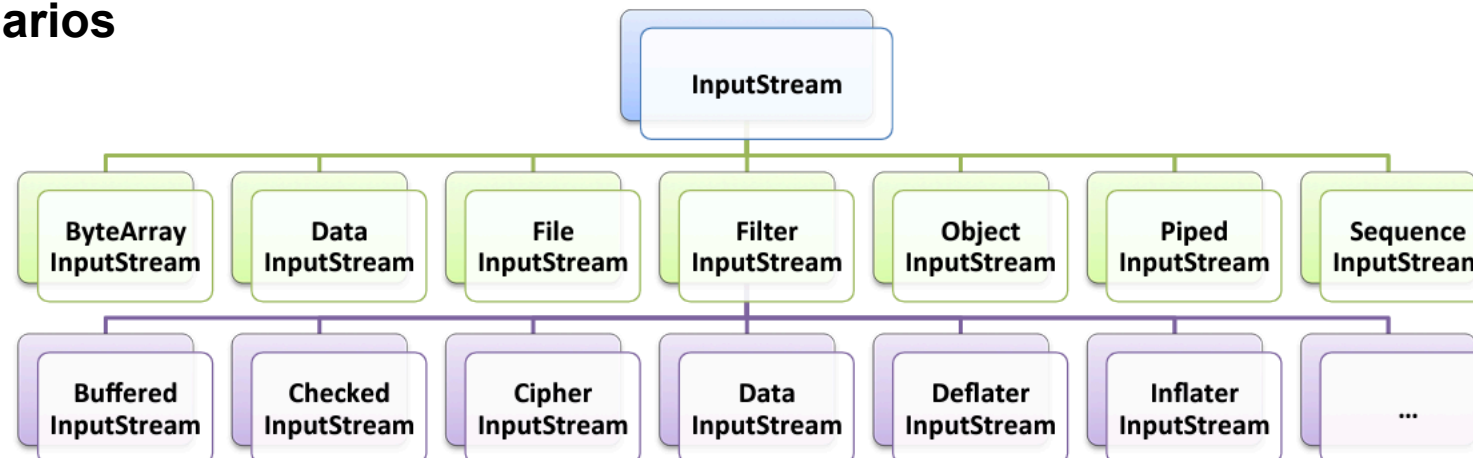 arios
InputStream
ByteArray
InputStream
Data
InputStream
File
InputStream
Filter
InputStream
Object
InputStream
Piped
InputStream
Sequence
InputStream
Buffered
InputStream
Checked
InputStream
Cipher
InputStream
Data
InputStream
Deflater
InputStream
Inflater
InputStream
...